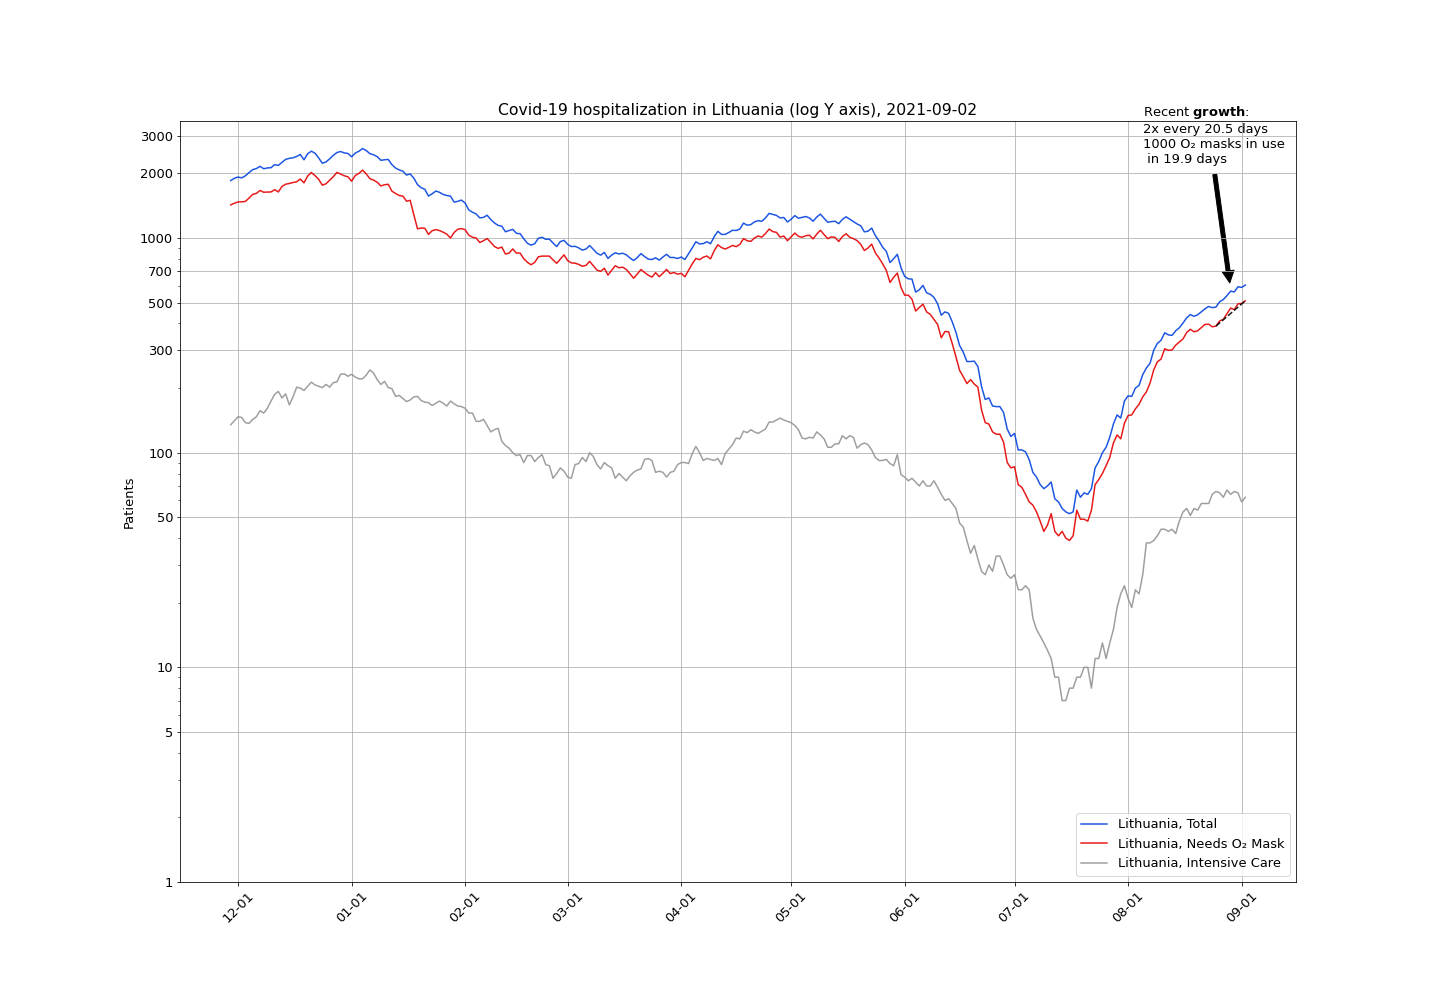 Covid-19 hospitalization in Lithuania (log Y axis), 2021-09-02
Recent growth:
2x every 20.5 days
1000 O₂ masks in use
in 19.9 days
Patients
3000
2000
1000
700
500
300
100
50
10
5
1
12-01
01-01
02-01
03-01
04-01
05-01
06-01
07-01
08-01
09-01
Lithuania, Total
Lithuania, Needs O₂ Mask
Lithuania, Intensive Care